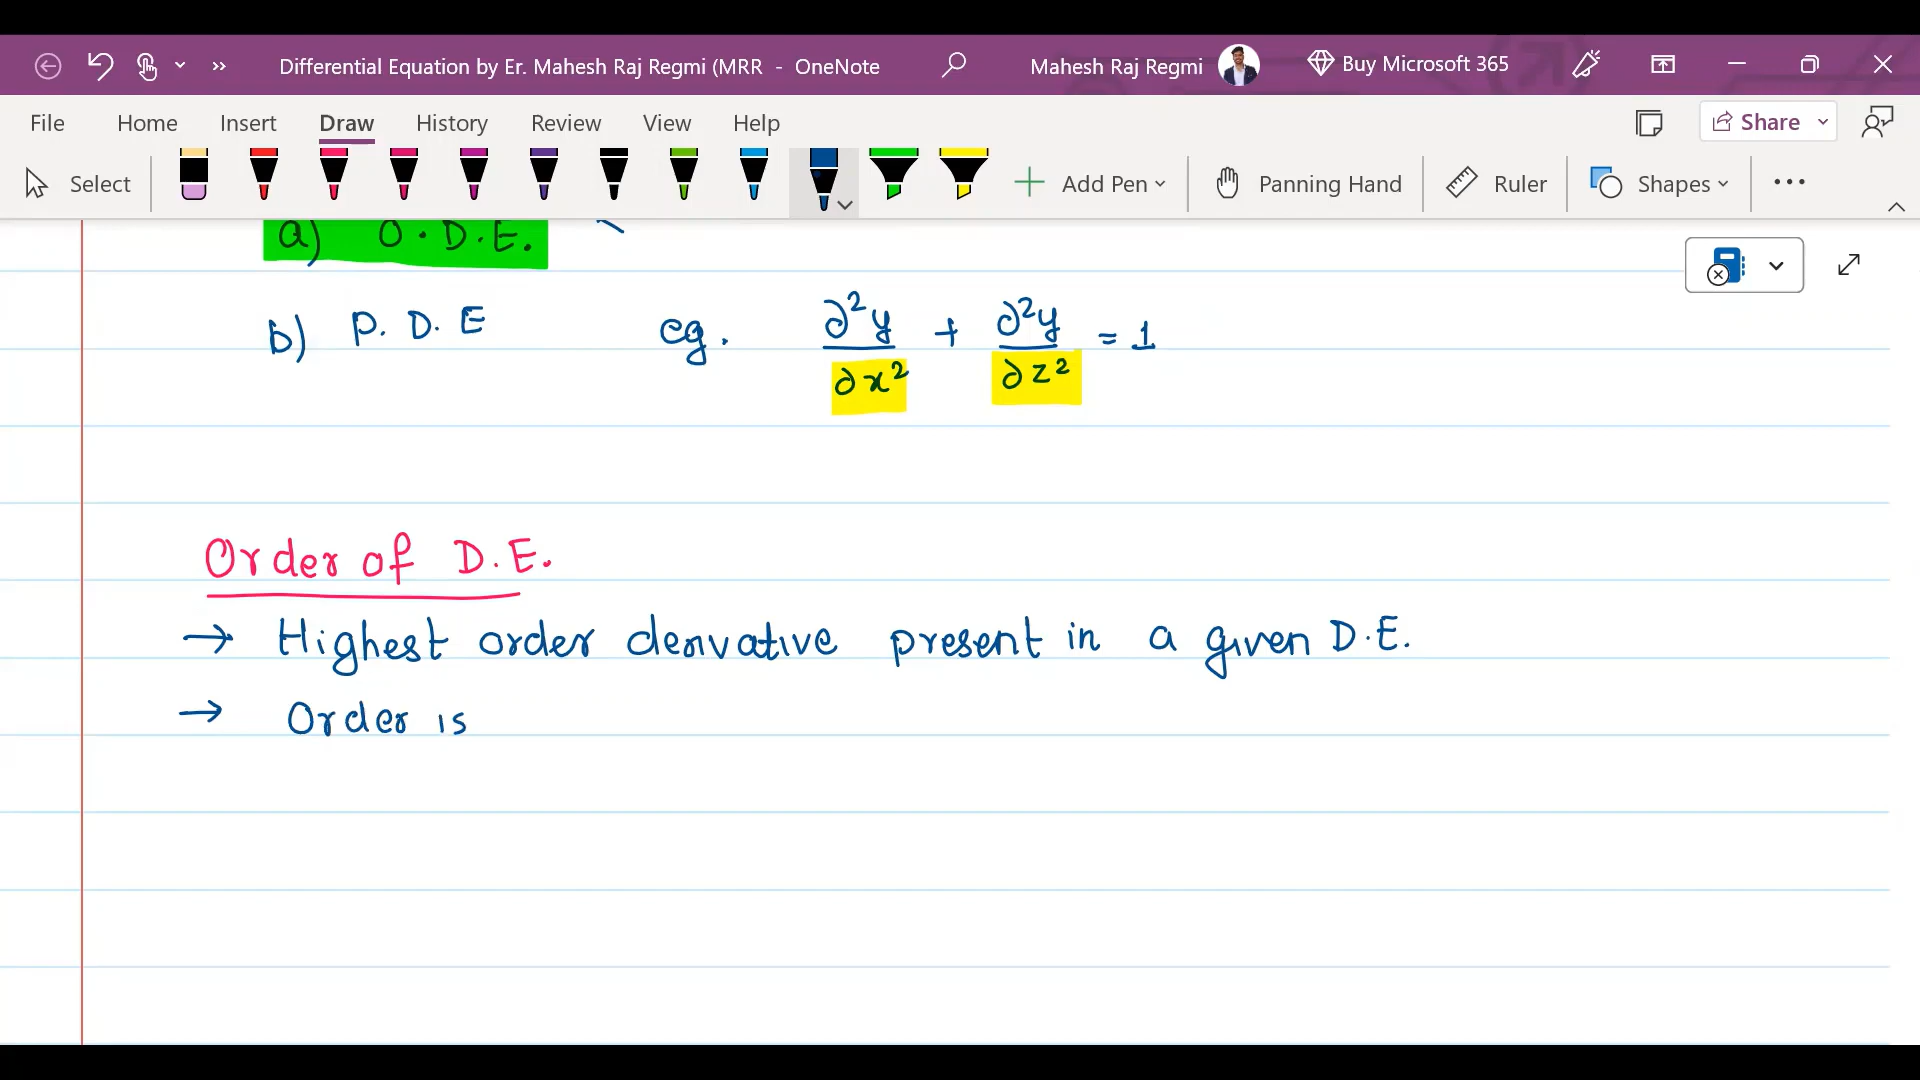 Differential Equation by Er. Mahesh Raj Regmi (MRR - OneNote
Mahesh Raj Regmi
Buy Microsoft 365
File Home Insert Draw History Review View Help
Share
Select
Add Pen
Panning Hand
Ruler
Shapes
a) O.D.E.
b) P.D.E eg. ∂²y/∂x² + ∂²y/∂z² = 1
Order of D.E.
→ Highest order derivative present in a given D.E.
→ Order is